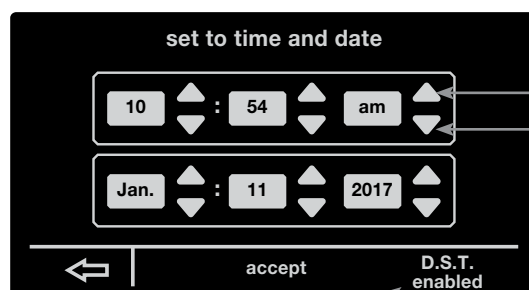 set to time and date
10 : 54 am
Jan. : 11 2017
accept
D.S.T.
enabled